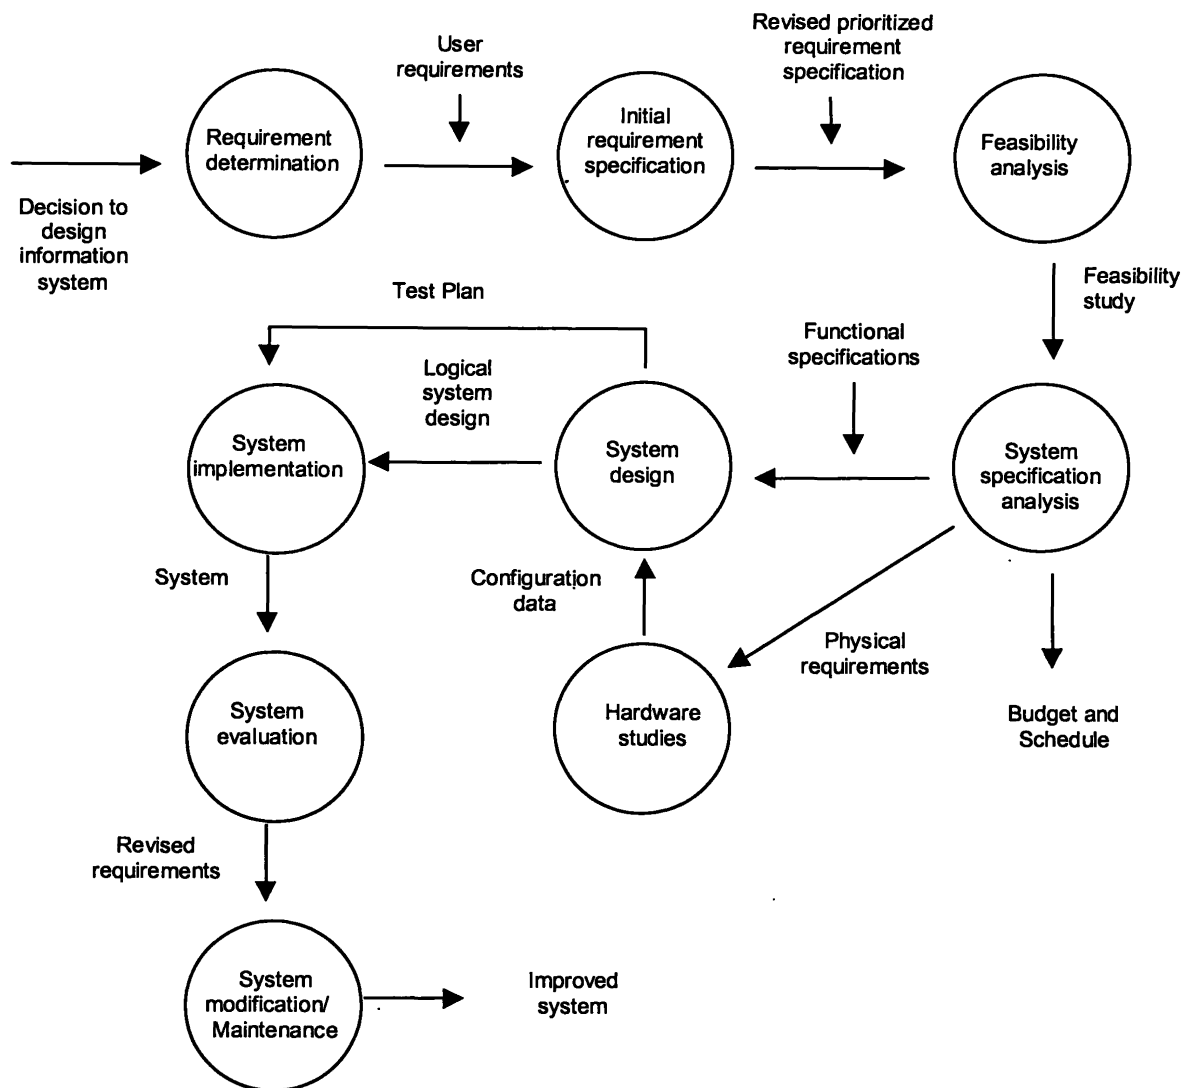 User
requirements
Revised prioritized
requirement
specification
Requirement
determination
Initial
requirement
specification
Feasibility
analysis
Decision to
design
information
system
Feasibility
study
Test Plan
Functional
specifications
Logical
system
design
System
implementation
System
design
System
specification
analysis
System
Configuration
data
Physical
requirements
System
evaluation
Hardware
studies
Budget and
Schedule
Revised
requirements
System
modification/
Maintenance
Improved
system